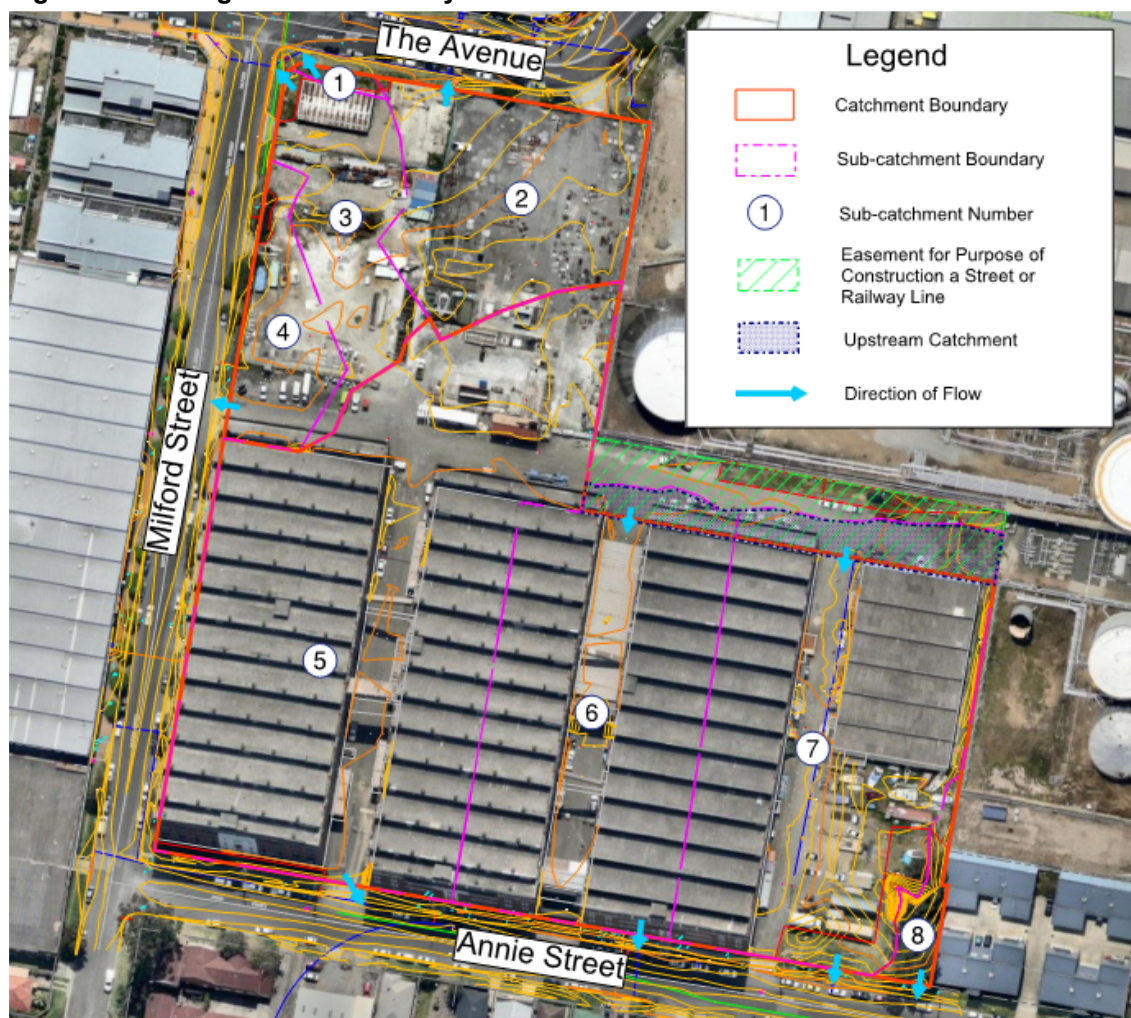 The Avenue
Legend
Catchment Boundary
Sub-catchment Boundary
1
Sub-catchment Number
Easement for Purpose of
Construction a Street or
Railway Line
Upstream Catchment
Direction of Flow
1
2
3
4
Milford Street
5
6
7
8
Annie Street